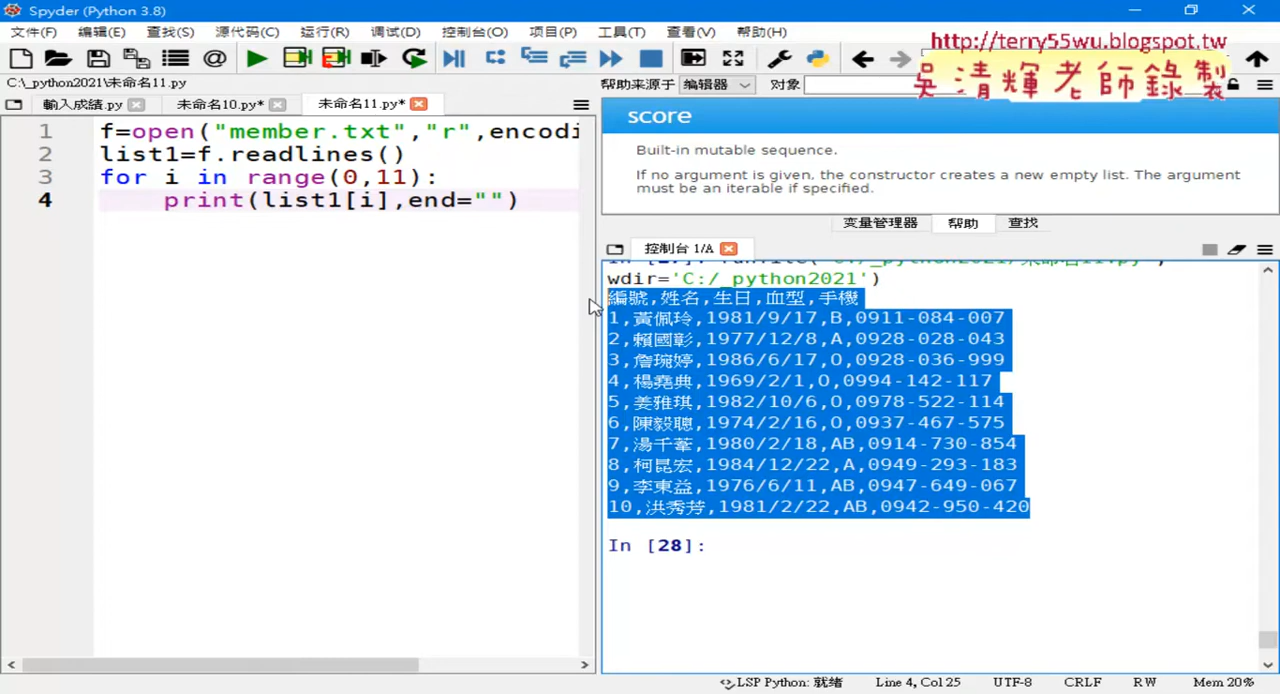 Spyder (Python 3.8)
文件(F) 编辑(E) 查找(S) 源代码(C) 运行(R) 调试(D) 控制台(O) 项目(P) 工具(T) 查看(V) 帮助(H)
http://terry55wu.blogspot.tw
吳清輝老師錄製
C:\_python2021\未命名11.py
帮助来源于 编辑器 对象
輸入成績.py 未命名10.py* 未命名11.py*
1 f=open("member.txt","r",encodi
2 list1=f.readlines()
3 for i in range(0,11):
4 print(list1[i],end="")
score
Built-in mutable sequence.
If no argument is given, the constructor creates a new empty list. The argument
must be an iterable if specified.
变量管理器 帮助 查找
控制台 1/A
wdir='C:/_python2021')
編號,姓名,生日,血型,手機
1,黃佩玲,1981/9/17,B,0911-084-007
2,賴國彰,1977/12/8,A,0928-028-043
3,詹琬婷,1986/6/17,O,0928-036-999
4,楊堯典,1969/2/1,O,0994-142-117
5,姜雅琪,1982/10/6,O,0978-522-114
6,陳毅聰,1974/2/16,O,0937-467-575
7,湯千葦,1980/2/18,AB,0914-730-854
8,柯昆宏,1984/12/22,A,0949-293-183
9,李東益,1976/6/11,AB,0947-649-067
10,洪秀芳,1981/2/22,AB,0942-950-420
In [28]:
LSP Python: 就绪 Line 4, Col 25 UTF-8 CRLF RW Mem 20%